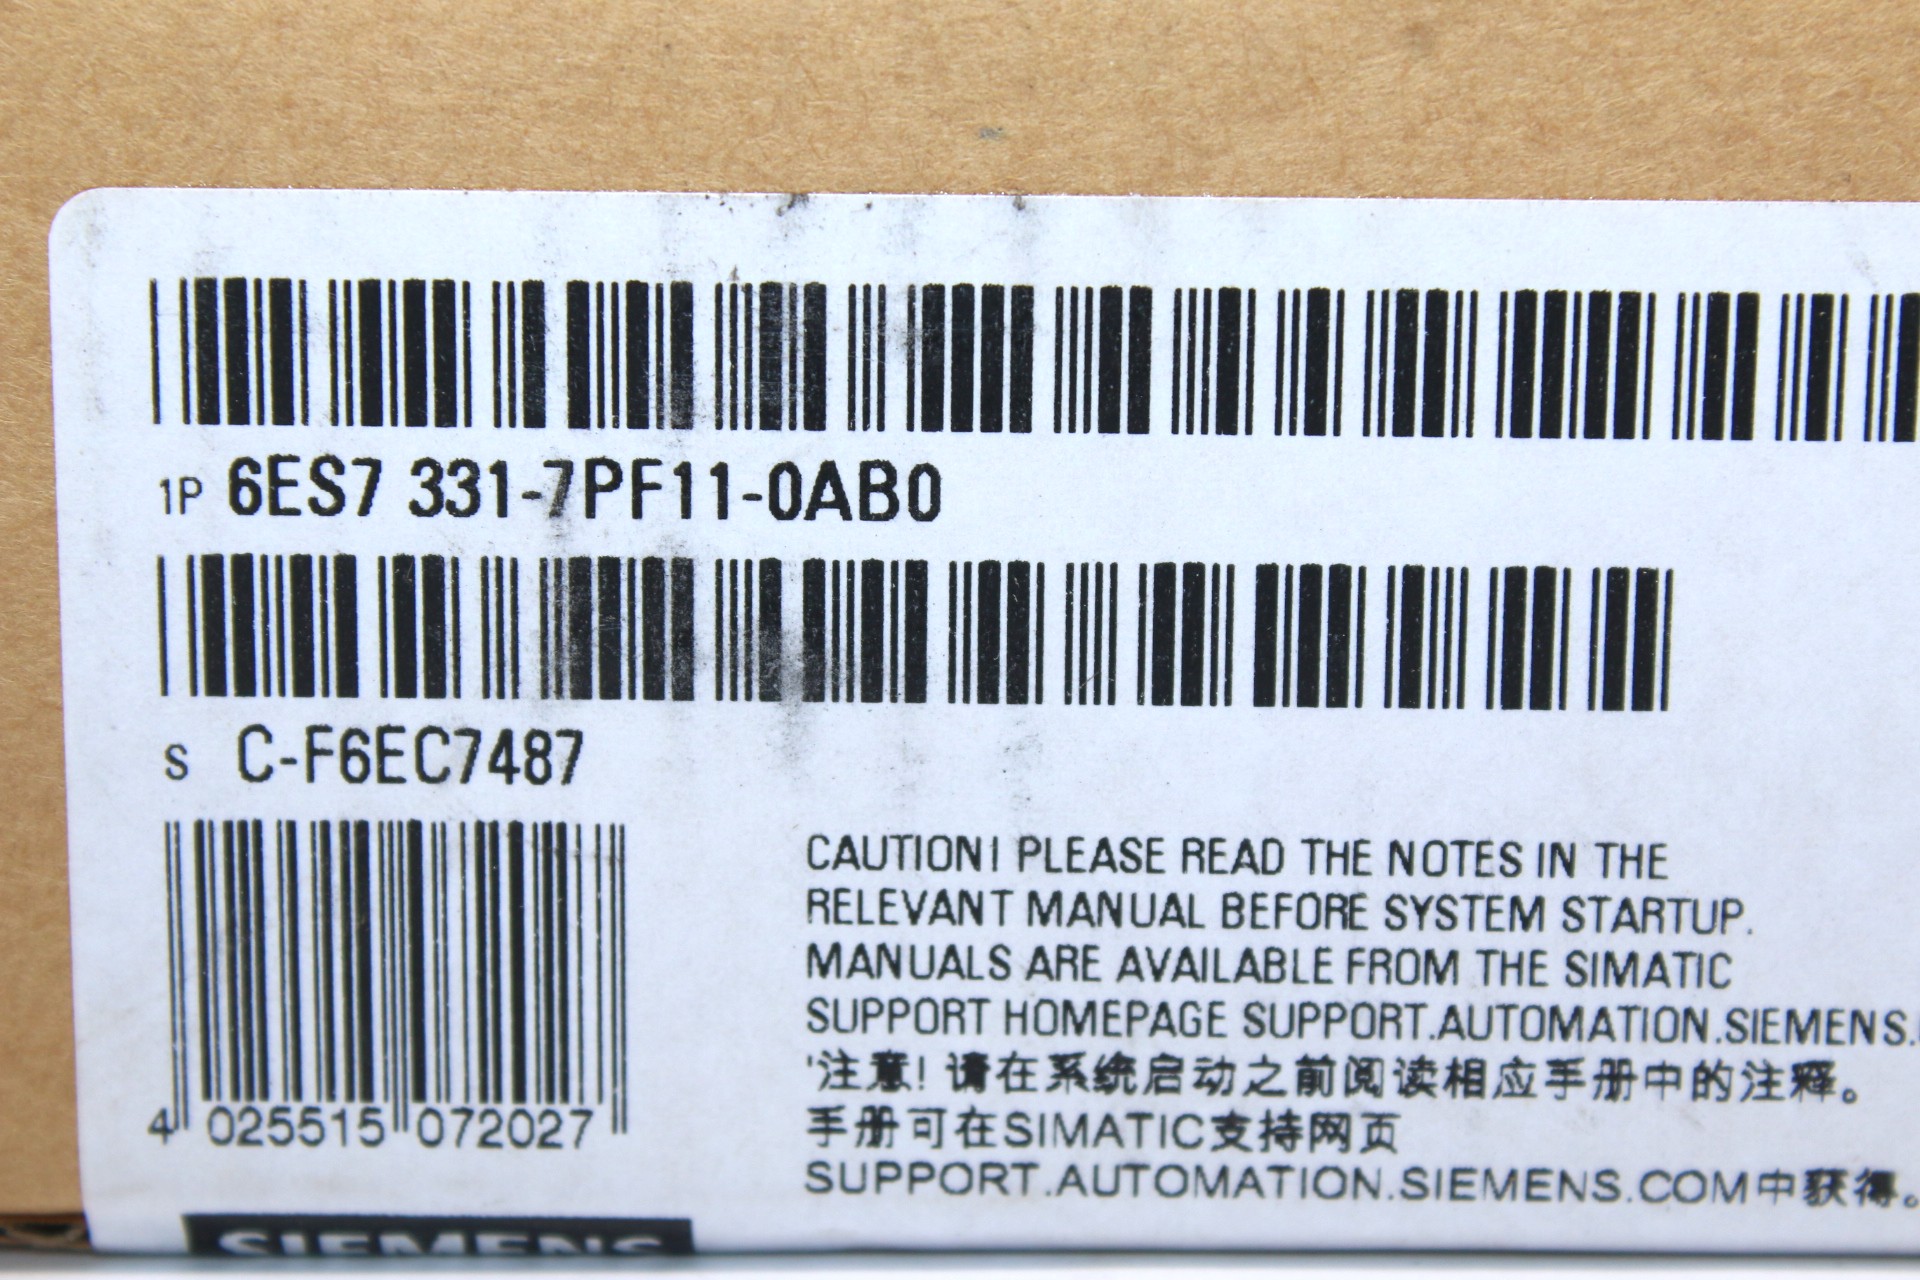 1P 6ES7 331-7PF11-0AB0
S C-F6EC7487
4 025515 072027
CAUTION! PLEASE READ THE NOTES IN THE
RELEVANT MANUAL BEFORE SYSTEM STARTUP.
MANUALS ARE AVAILABLE FROM THE SIMATIC
SUPPORT HOMEPAGE SUPPORT.AUTOMATION.SIEMENS.
'注意! 请在系统启动之前阅读相应手册中的注释。
手册可在SIMATIC支持网页
SUPPORT.AUTOMATION.SIEMENS.COM中获得。
SIEMENS